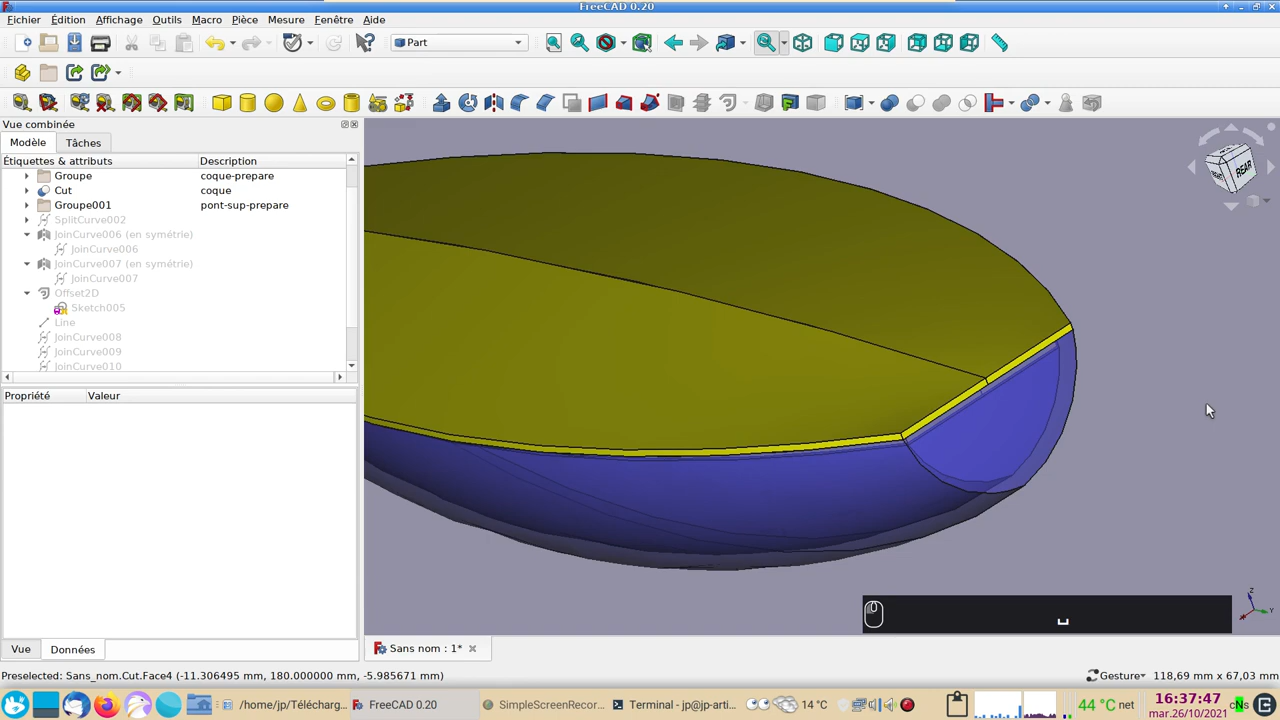 FreeCAD 0.20
Fichier Édition Affichage Outils Macro Pièce Mesure Fenêtre Aide
Part
Vue combinée
Modèle Tâches
Étiquettes & attributs Description
Groupe coque-prepare
Cut coque
Groupe001 pont-sup-prepare
SplitCurve002
JoinCurve006 (en symétrie)
JoinCurve006
JoinCurve007 (en symétrie)
JoinCurve007
Offset2D
Sketch005
Line
JoinCurve008
JoinCurve009
JoinCurve010
Propriété Valeur
REAR
Z
Y
Vue Données
Sans nom : 1*
Preselected: Sans_nom.Cut.Face4 (-11.306495 mm, 180.000000 mm, -5.985671 mm)
Gesture 118,69 mm x 67,03 mm
/home/jp/Télécharg... FreeCAD 0.20 SimpleScreenRecor... Terminal - jp@jp-arti... 14 °C 44 °C net 16:37:47
mar.26/10/2021